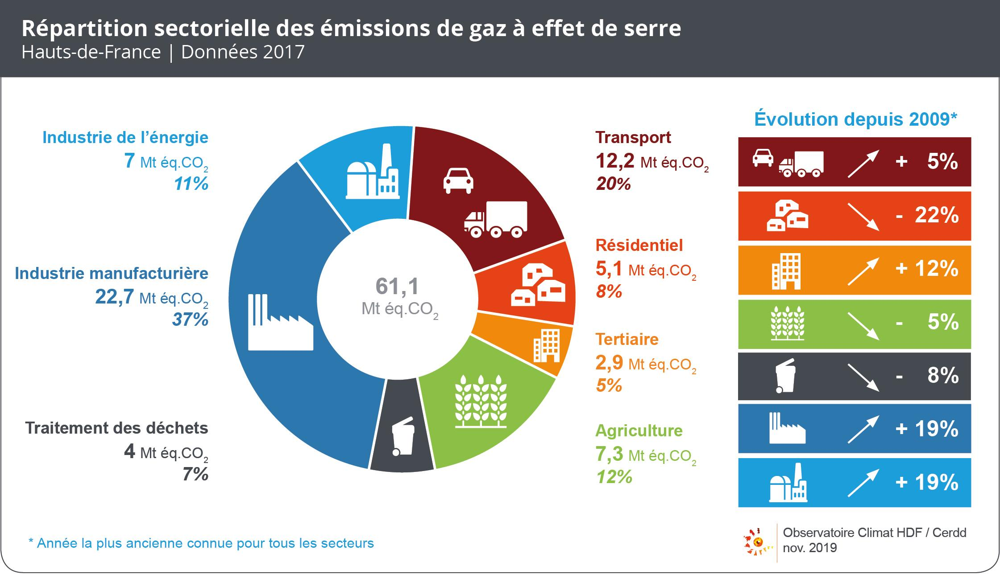 Répartition sectorielle des émissions de gaz à effet de serre
Hauts-de-France | Données 2017
Industrie de l’énergie
7 Mt éq.CO2
11%
Industrie manufacturière
22,7 Mt éq.CO2
37%
Traitement des déchets
4 Mt éq.CO2
7%
61,1
Mt éq.CO2
Transport
12,2 Mt éq.CO2
20%
Résidentiel
5,1 Mt éq.CO2
8%
Tertiaire
2,9 Mt éq.CO2
5%
Agriculture
7,3 Mt éq.CO2
12%
Évolution depuis 2009*
+ 5%
- 22%
+ 12%
- 5%
- 8%
+ 19%
+ 19%
* Année la plus ancienne connue pour tous les secteurs
Observatoire Climat HDF / Cerdd
nov. 2019